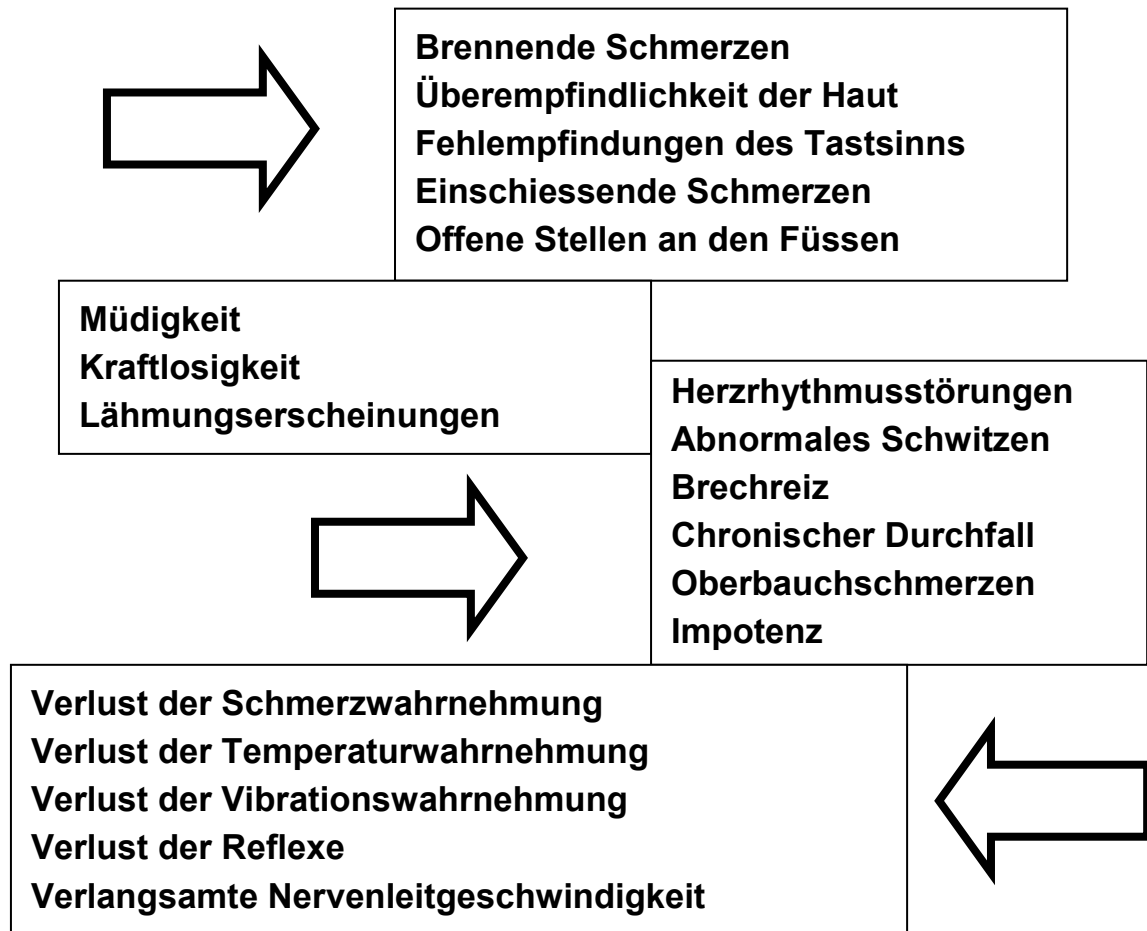 Brennende Schmerzen
Überempfindlichkeit der Haut
Fehlempfindungen des Tastsinns
Einschiessende Schmerzen
Offene Stellen an den Füssen
Müdigkeit
Kraftlosigkeit
Lähmungserscheinungen
Herzrhythmusstörungen
Abnormales Schwitzen
Brechreiz
Chronischer Durchfall
Oberbauchschmerzen
Impotenz
Verlust der Schmerzwahrnehmung
Verlust der Temperaturwahrnehmung
Verlust der Vibrationswahrnehmung
Verlust der Reflexe
Verlangsamte Nervenleitgeschwindigkeit